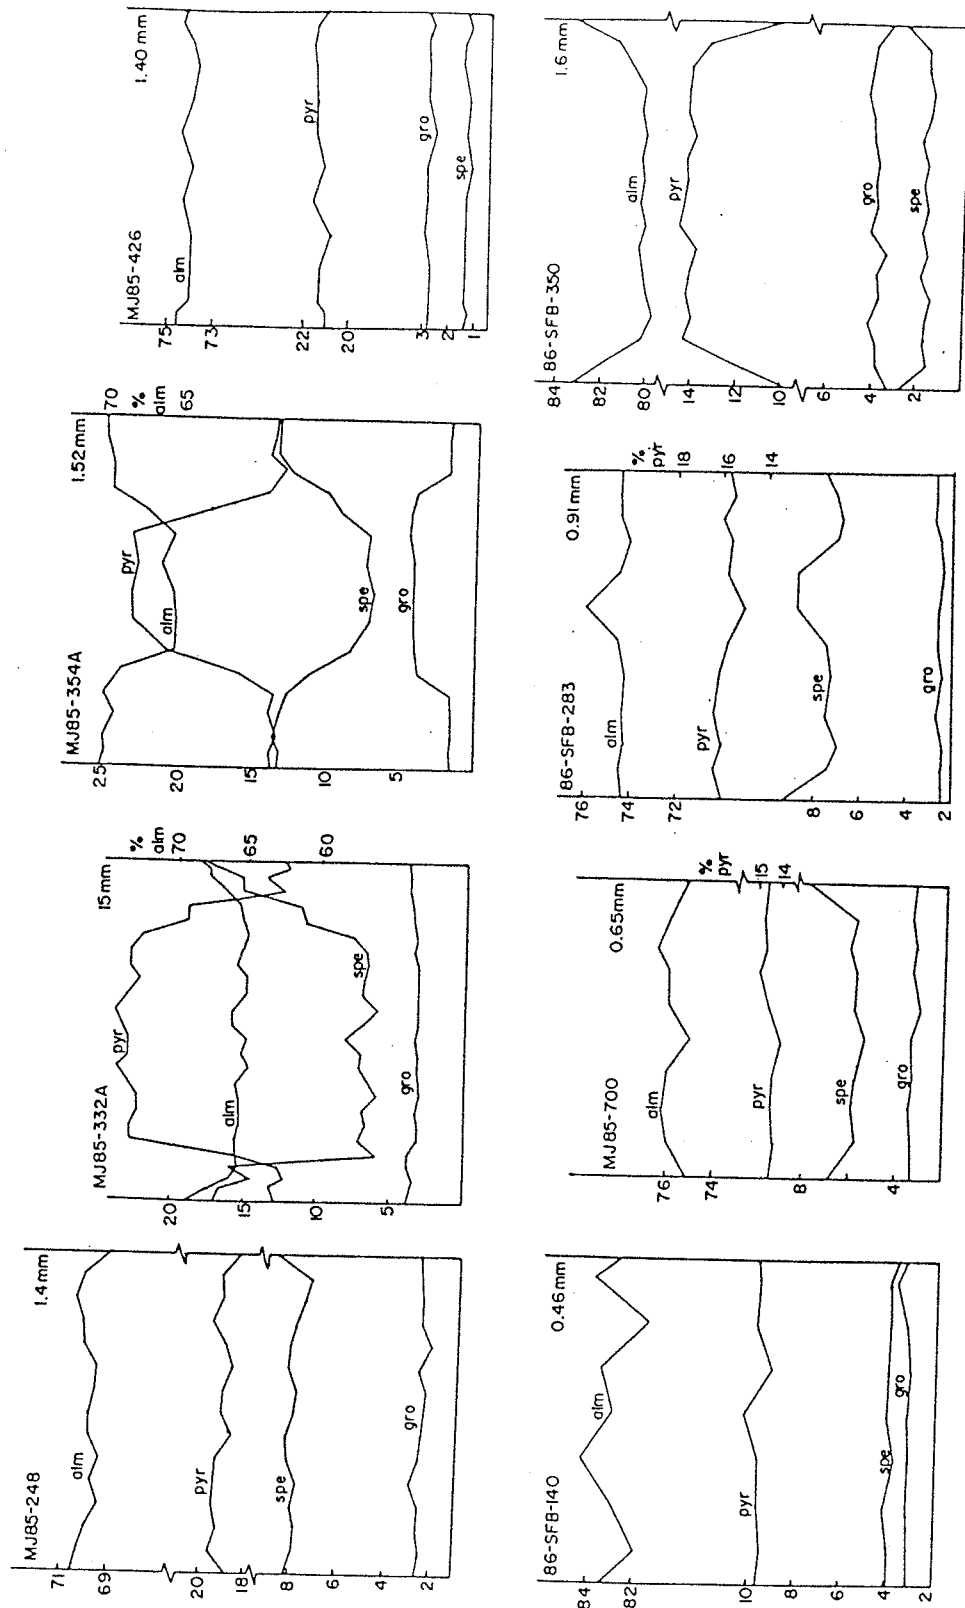 MJ85-248
1.4mm
71
69
20
18
8
6
4
2
alm
pyr
spe
gro
MJ85-332A
15mm
%
alm
70
65
60
20
15
10
5
pyr
alm
spe
gro
MJ85-354A
1.52mm
70
%
alm
65
25
20
15
10
5
pyr
alm
spe
gro
MJ85-426
1.40 mm
75
73
22
20
3
2
1
alm
pyr
gro
spe
86-SFB-140
0.46mm
84
82
10
8
6
4
2
alm
pyr
spe
gro
MJ85-700
0.65mm
%
pyr
15
14
76
74
8
4
alm
pyr
spe
gro
86-SFB-283
0.91mm
%
pyr
18
16
14
76
74
72
8
6
4
2
alm
pyr
spe
gro
86-SFB-350
1.6mm
84
82
80
14
12
10
6
4
2
alm
pyr
gro
spe